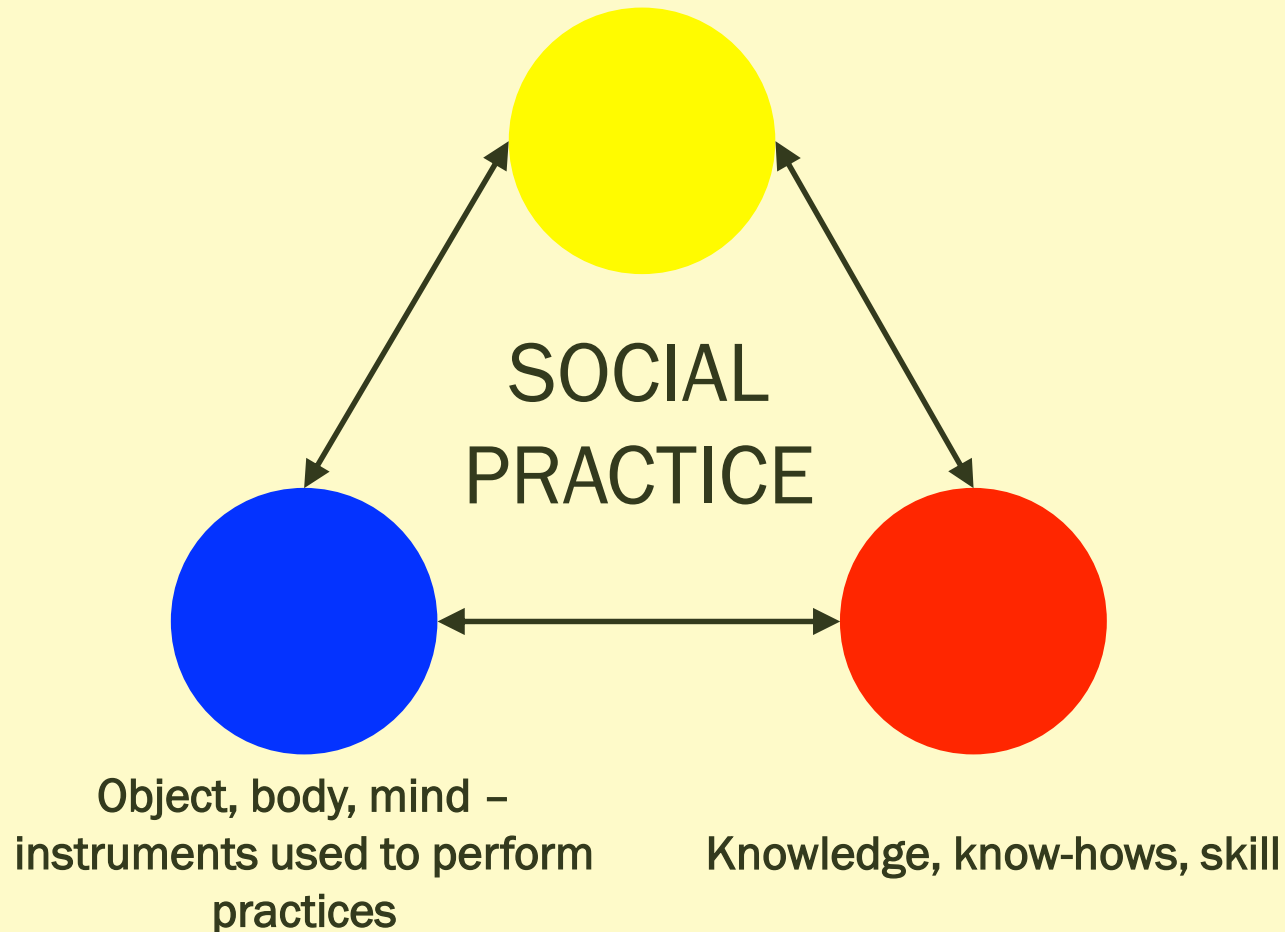 SOCIAL
PRACTICE
Object, body, mind –
instruments used to perform
practices
Knowledge, know-hows, skill